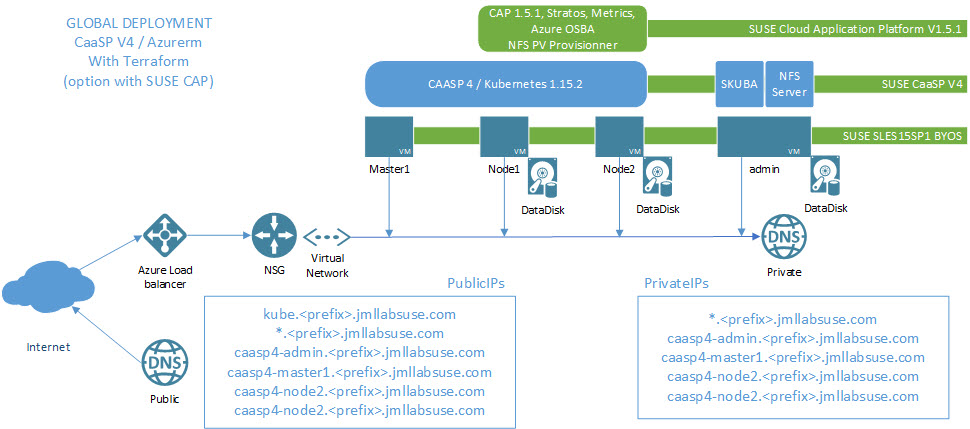 GLOBAL DEPLOYMENT
CaaSP V4 / Azurerm
With Terraform
(option with SUSE CAP)
CAP 1.5.1, Stratos, Metrics,
Azure OSBA
NFS PV Provisionner
SUSE Cloud Application Platform V1.5.1
CAASP 4 / Kubernetes 1.15.2
SKUBA
NFS
Server
SUSE CaaSP V4
VM
VM
VM
VM
SUSE SLES15SP1 BYOS
Master1
Node1
Node2
admin
DataDisk
DataDisk
DataDisk
Azure Load
balancer
NSG
Virtual
Network
DNS
Private
Internet
DNS
Public
PublicIPs
kube.<prefix>.jmllabsuse.com
*.<prefix>.jmllabsuse.com
caasp4-admin.<prefix>.jmllabsuse.com
caasp4-master1.<prefix>.jmllabsuse.com
caasp4-node2.<prefix>.jmllabsuse.com
caasp4-node2.<prefix>.jmllabsuse.com
PrivateIPs
*.<prefix>.jmllabsuse.com
caasp4-admin.<prefix>.jmllabsuse.com
caasp4-master1.<prefix>.jmllabsuse.com
caasp4-node2.<prefix>.jmllabsuse.com
caasp4-node2.<prefix>.jmllabsuse.com